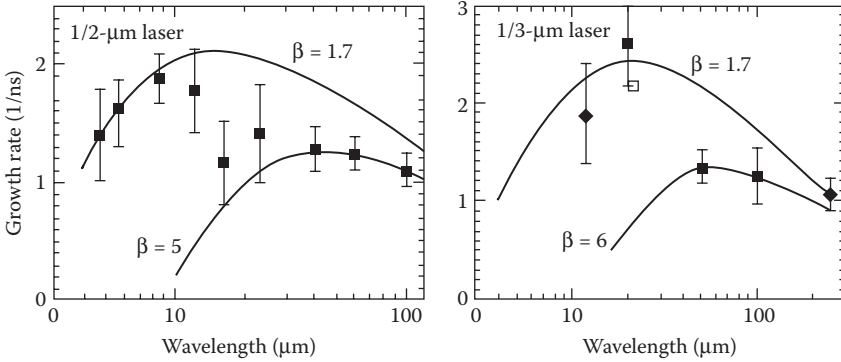 1/2-μm laser
β = 1.7
β = 5
2
1
0
0
10
100
Growth rate (1/ns)
Wavelength (μm)
1/3-μm laser
β = 1.7
β = 6
3
2
1
0
0
10
100
Wavelength (μm)